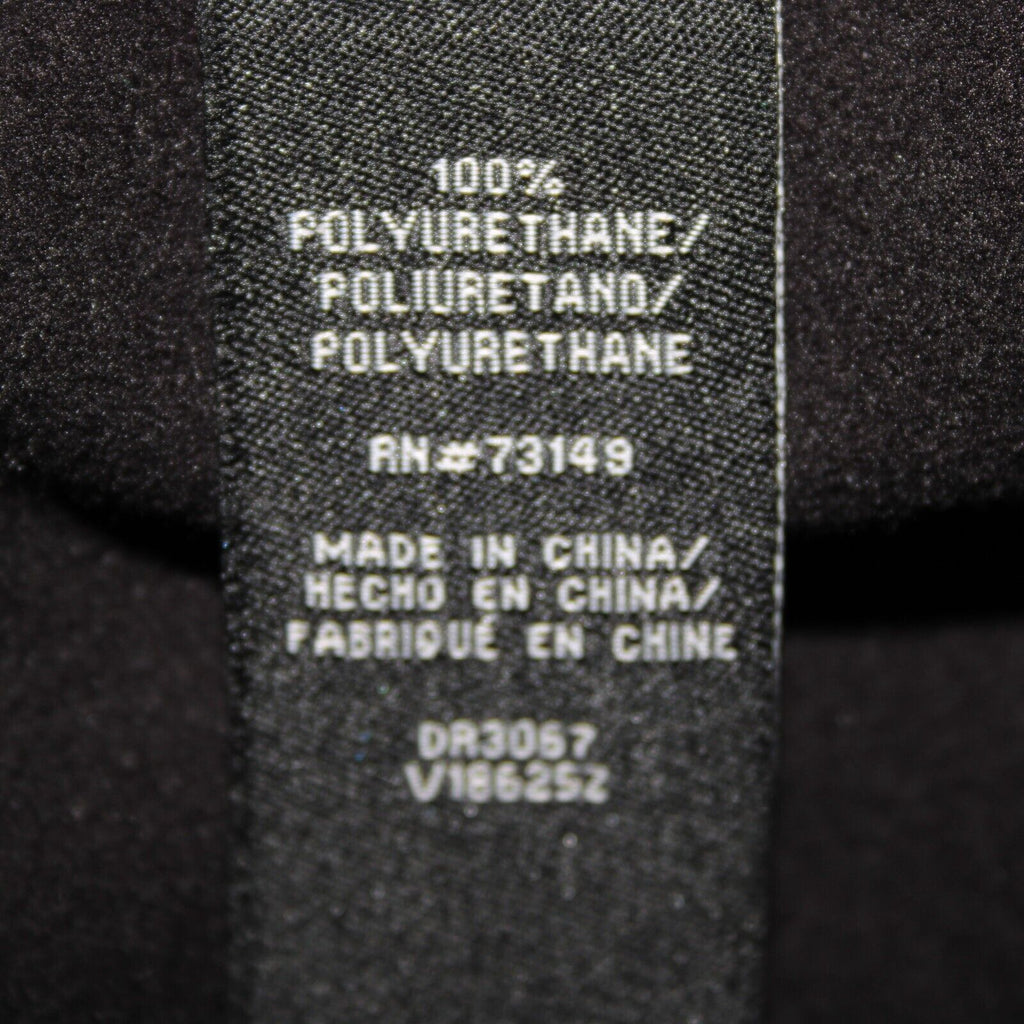 100%
POLYURETHANE/
POLIURETANO/
POLYURETHANE
RN#73149
MADE IN CHINA/
HECHO EN CHINA/
FABRIQUÉ EN CHINE
DR3067
V18625Z